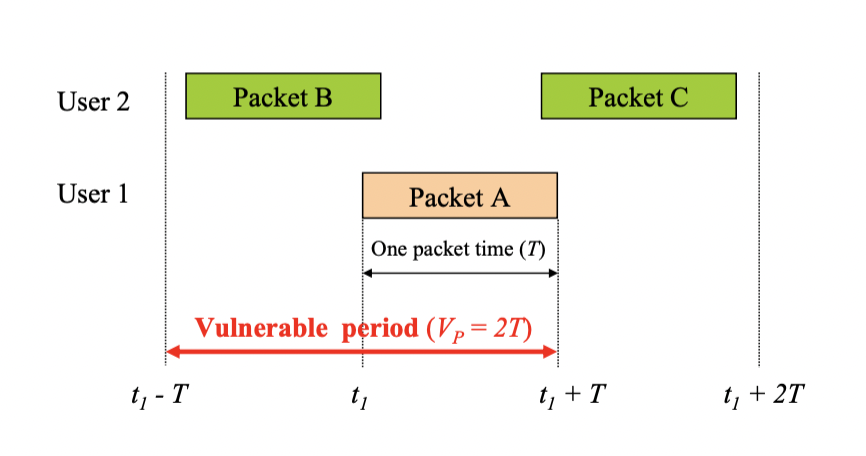 User 2 Packet B Packet C
User 1 Packet A
One packet time (T)
Vulnerable period (V_P = 2T)
t_1 - T t_1 t_1 + T t_1 + 2T